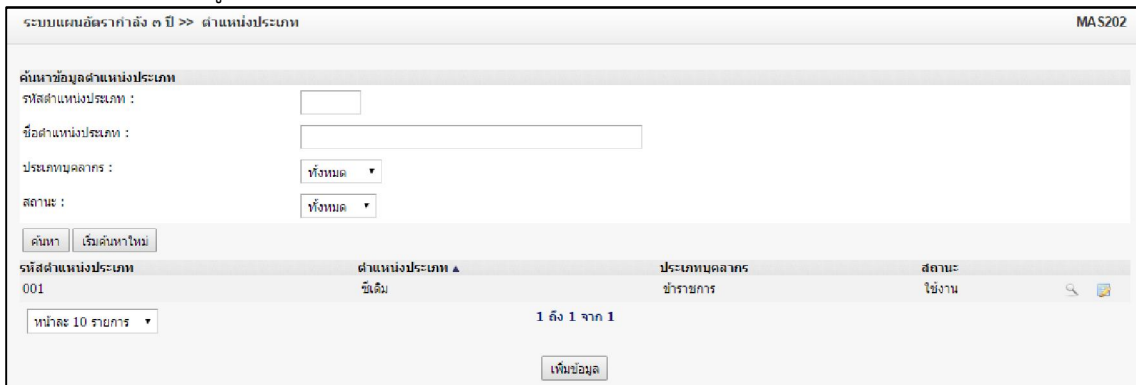 ระบบแผนอัตรากำลัง ๓ ปี >> ตำแหน่งประเภท MAS202
ค้นหาข้อมูลตำแหน่งประเภท
รหัสตำแหน่งประเภท :
ชื่อตำแหน่งประเภท :
ประเภทบุคลากร : ทั้งหมด
สถานะ : ทั้งหมด
ค้นหา เริ่มค้นหาใหม่
รหัสตำแหน่งประเภท ตำแหน่งประเภท ▲ ประเภทบุคลากร สถานะ
001 ซีเดิม ข้าราชการ ใช้งาน
หน้าละ 10 รายการ 1 ถึง 1 จาก 1
เพิ่มข้อมูล